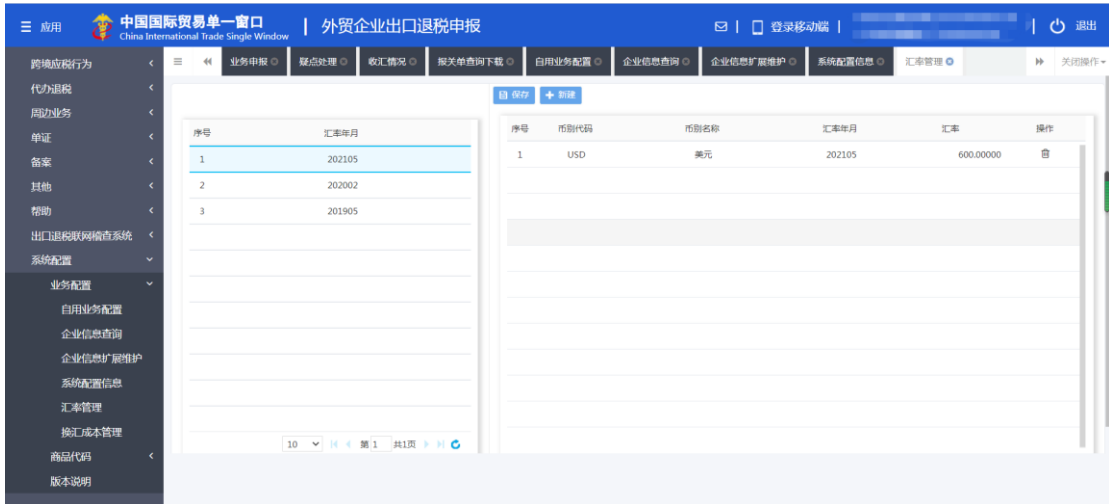 应用
中国国际贸易单一窗口
China International Trade Single Window
外贸企业出口退税申报
登录移动端
退出
跨境应税行为
代办退税
周边业务
单证
备案
其他
帮助
出口退税联网稽查系统
系统配置
业务配置
自用业务配置
企业信息查询
企业信息扩展维护
系统配置信息
汇率管理
换汇成本管理
商品代码
版本说明
业务申报 疑点处理 收汇情况 报关单查询下载 自用业务配置 企业信息查询 企业信息扩展维护 系统配置信息 汇率管理 关闭操作
保存 新建
序号 汇率年月
1 202105
2 202002
3 201905
10 第 1 共1页
序号 币别代码 币别名称 汇率年月 汇率 操作
1 USD 美元 202105 600.00000